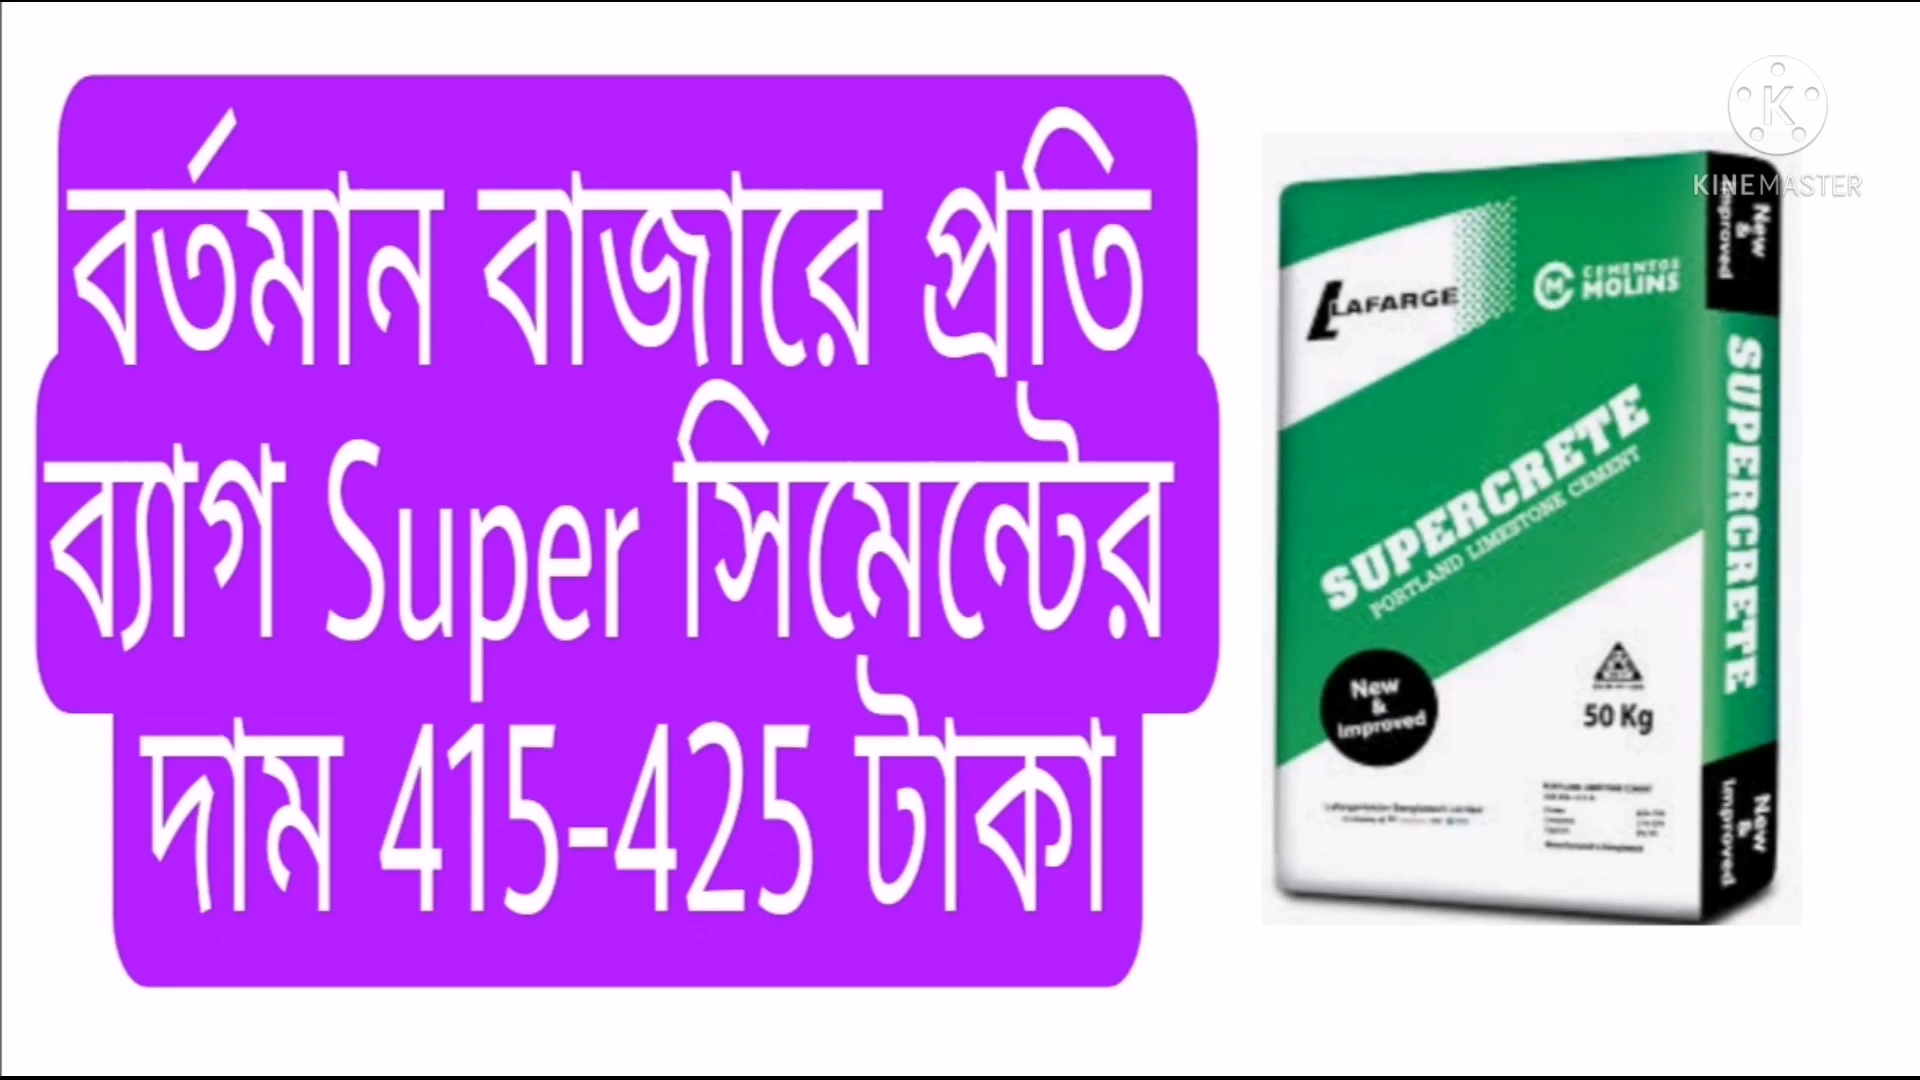 বর্তমান বাজারে প্রতি
ব্যাগ Super সিমেন্টের
দাম 415-425 টাকা
KINEMASTER
LAFARGE
CEMENTOS
MOLINS
SUPERCRETE
PORTLAND LIMESTONE CEMENT
New
&
Improved
50 Kg
New
&
Improved
SUPERCRETE
New
&
Improved